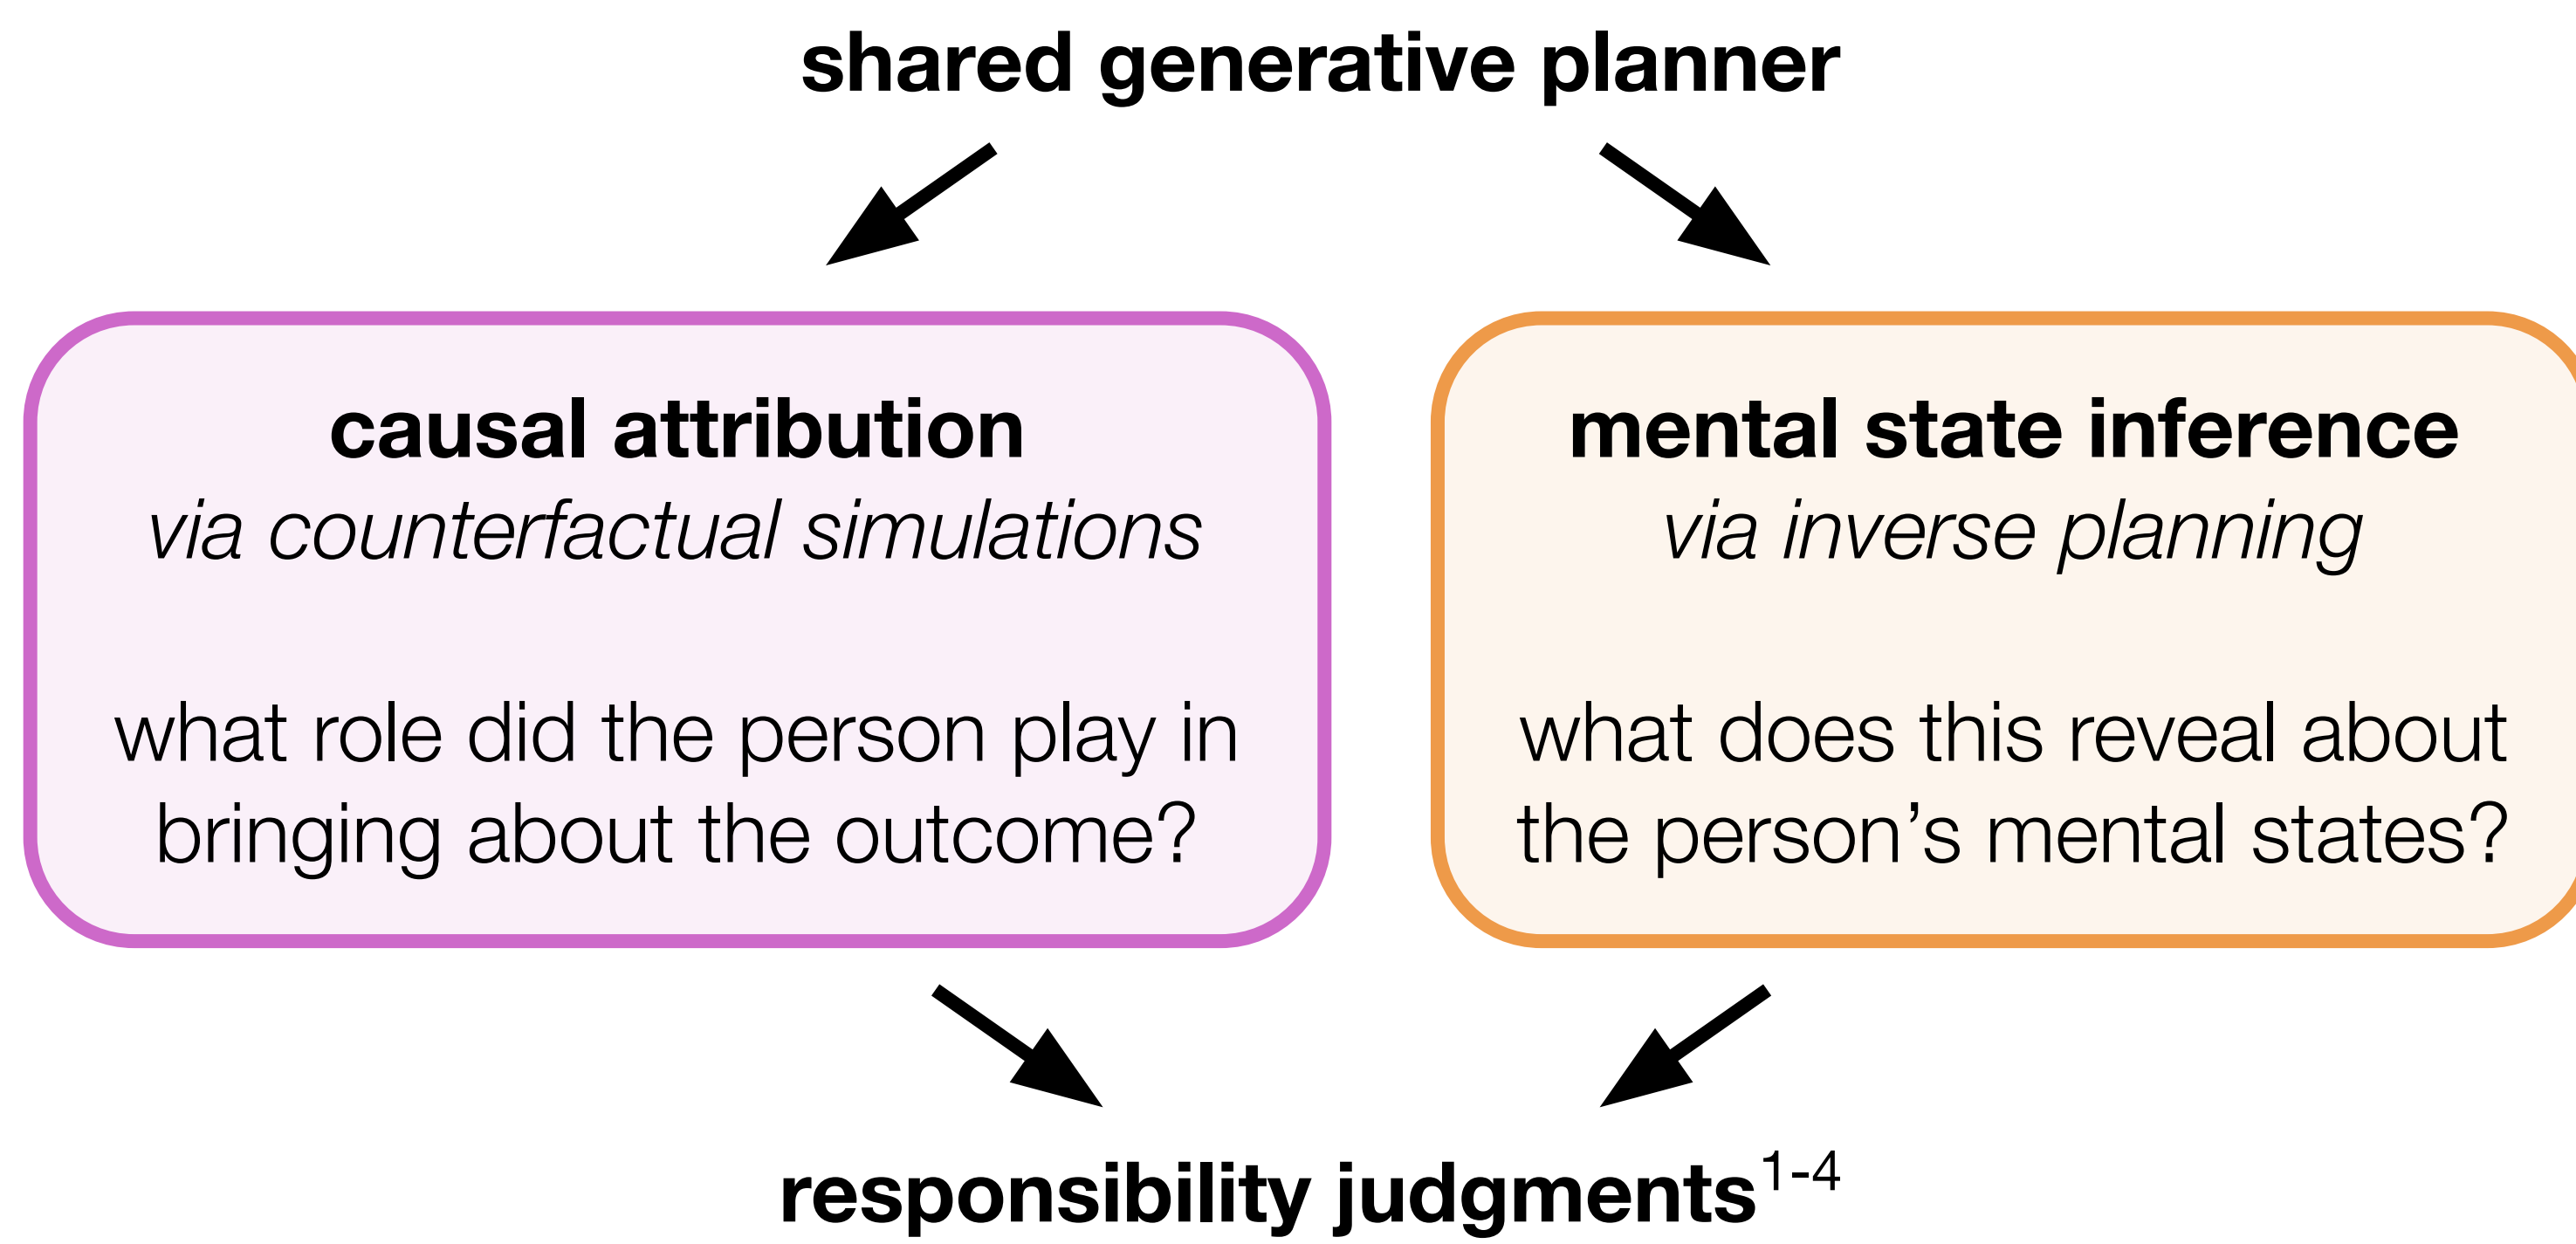 shared generative planner
causal attribution
via counterfactual simulations
what role did the person play in
bringing about the outcome?
mental state inference
via inverse planning
what does this reveal about
the person’s mental states?
responsibility judgments1-4